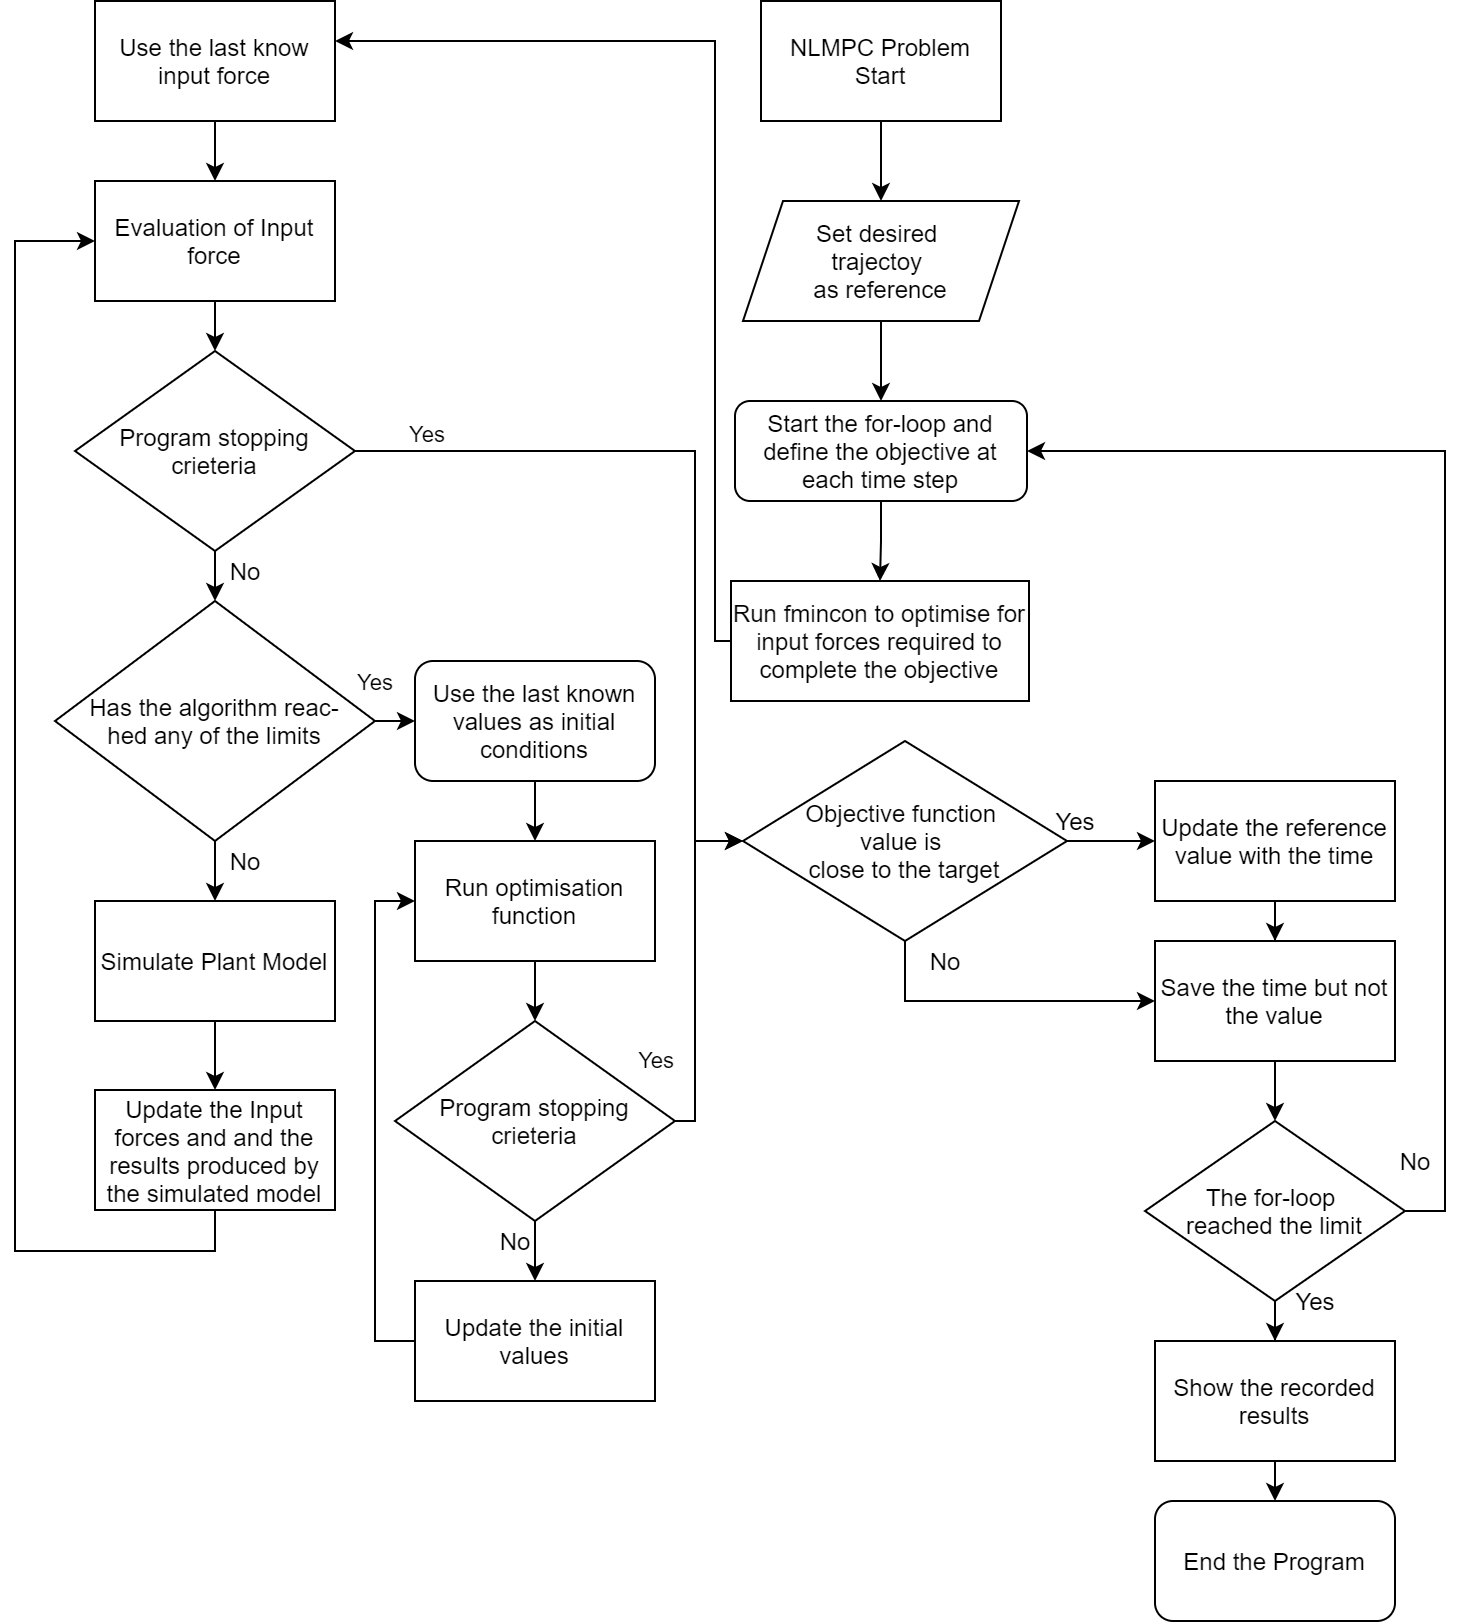 Use the last know
input force
NLMPC Problem
Start
Evaluation of Input
force
Set desired
trajectoy
as reference
Program stopping
crieteria
Yes
Start the for-loop and
define the objective at
each time step
No
Run fmincon to optimise for
input forces required to
complete the objective
Has the algorithm reac-
hed any of the limits
Yes
Use the last known
values as initial
conditions
No
Objective function
value is
close to the target
Yes
Update the reference
value with the time
Run optimisation
function
Simulate Plant Model
No
Save the time but not
the value
Yes
Program stopping
crieteria
Update the Input
forces and and the
results produced by
the simulated model
No
The for-loop
reached the limit
No
Yes
Update the initial
values
Show the recorded
results
End the Program